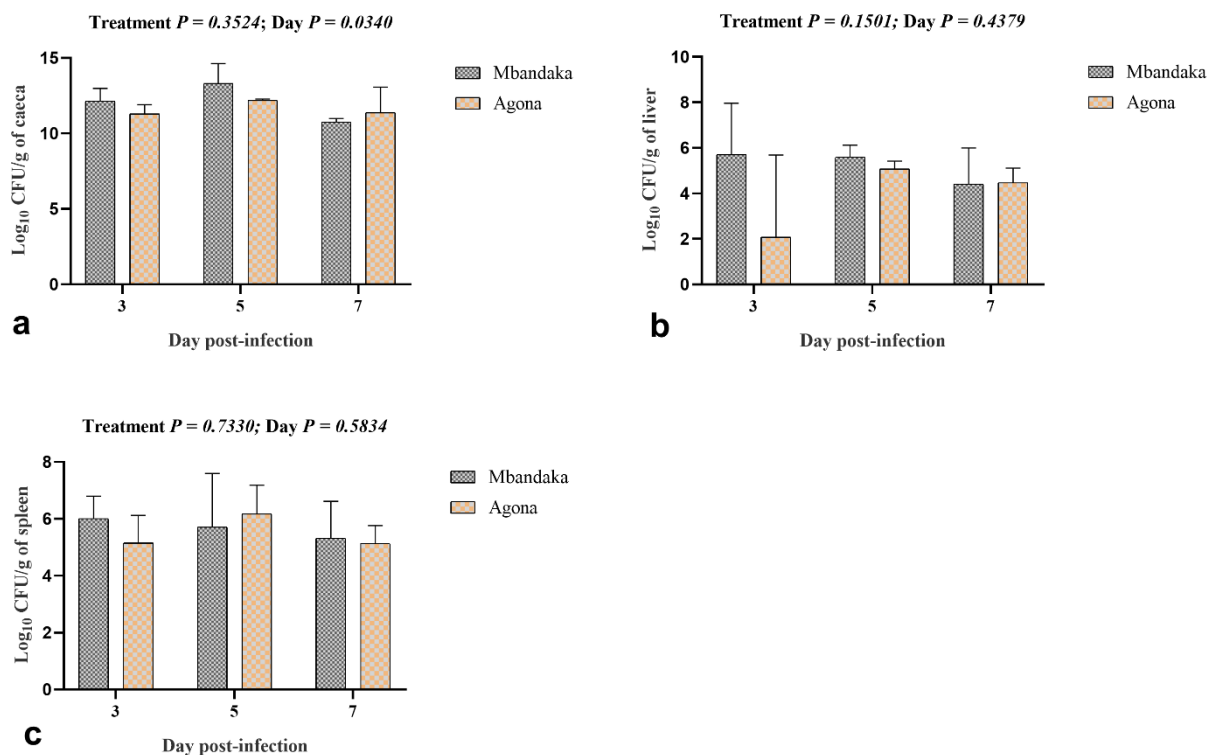 Treatment P = 0.3524; Day P = 0.0340
Log10 CFU/g of caeca
15
10
5
0
3 5 7
Day post-infection
Mbandaka
Agona
a
Treatment P = 0.1501; Day P = 0.4379
Log10 CFU/g of liver
10
8
6
4
2
0
3 5 7
Day post-infection
Mbandaka
Agona
b
Treatment P = 0.7330; Day P = 0.5834
Log10 CFU/g of spleen
8
6
4
2
0
3 5 7
Day post-infection
Mbandaka
Agona
c